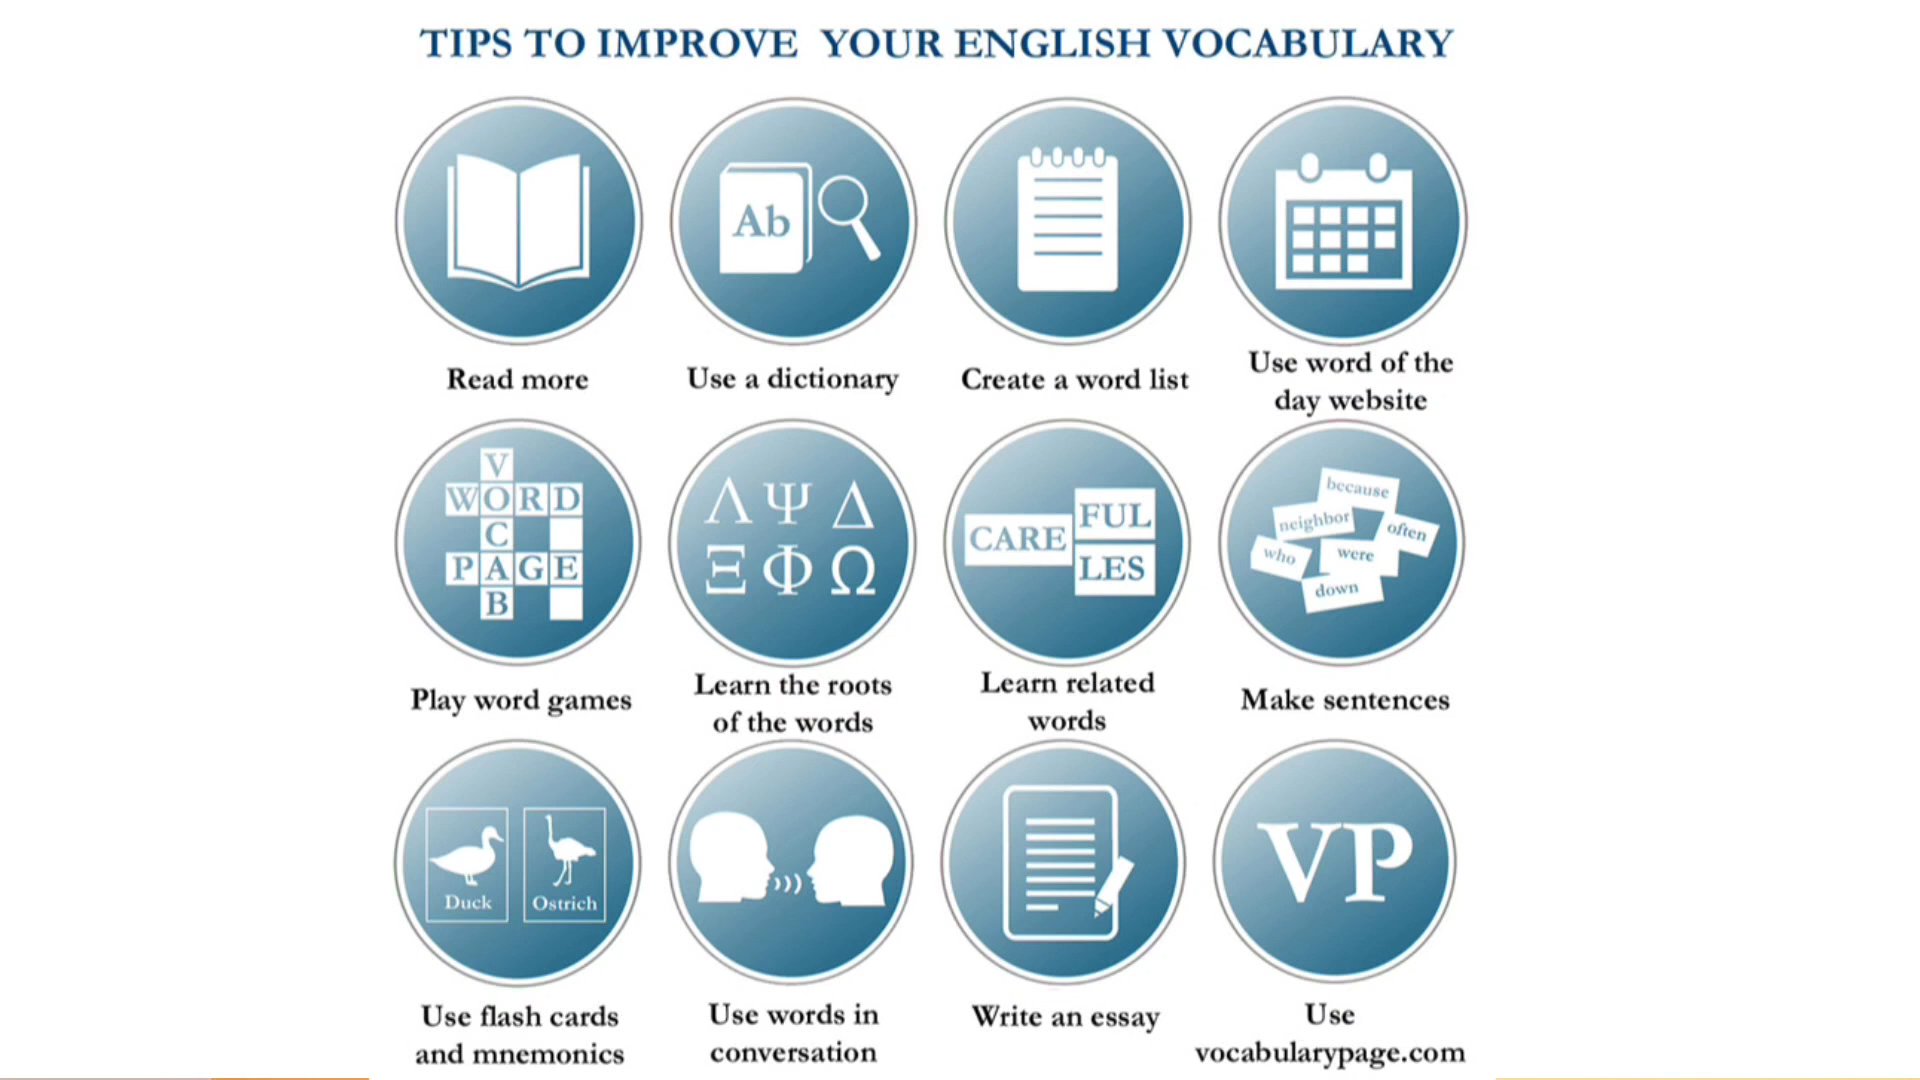 TIPS TO IMPROVE YOUR ENGLISH VOCABULARY
Ab
Read more
Use a dictionary
Create a word list
Use word of the
day website
V
WORD
C
PAGE
B
Λ Ψ Δ
Ξ Φ Ω
CARE
FUL
LES
because
neighbor
often
who
were
down
Play word games
Learn the roots
of the words
Learn related
words
Make sentences
Duck
Ostrich
VP
Use flash cards
and mnemonics
Use words in
conversation
Write an essay
Use
vocabularypage.com